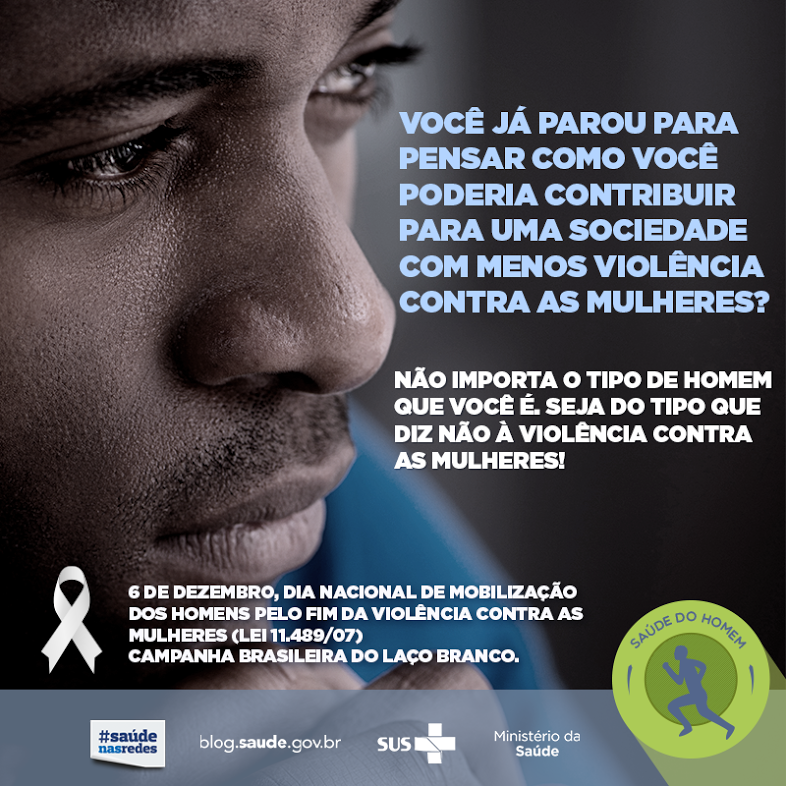 VOCÊ JÁ PAROU PARA
PENSAR COMO VOCÊ
PODERIA CONTRIBUIR
PARA UMA SOCIEDADE
COM MENOS VIOLÊNCIA
CONTRA AS MULHERES?
NÃO IMPORTA O TIPO DE HOMEM
QUE VOCÊ É. SEJA DO TIPO QUE
DIZ NÃO À VIOLÊNCIA CONTRA
AS MULHERES!
6 DE DEZEMBRO, DIA NACIONAL DE MOBILIZAÇÃO
DOS HOMENS PELO FIM DA VIOLÊNCIA CONTRA AS
MULHERES (LEI 11.489/07)
CAMPANHA BRASILEIRA DO LAÇO BRANCO.
SAÚDE DO HOMEM
#saúde
nasredes
blog.saude.gov.br
SUS
Ministério da
Saúde